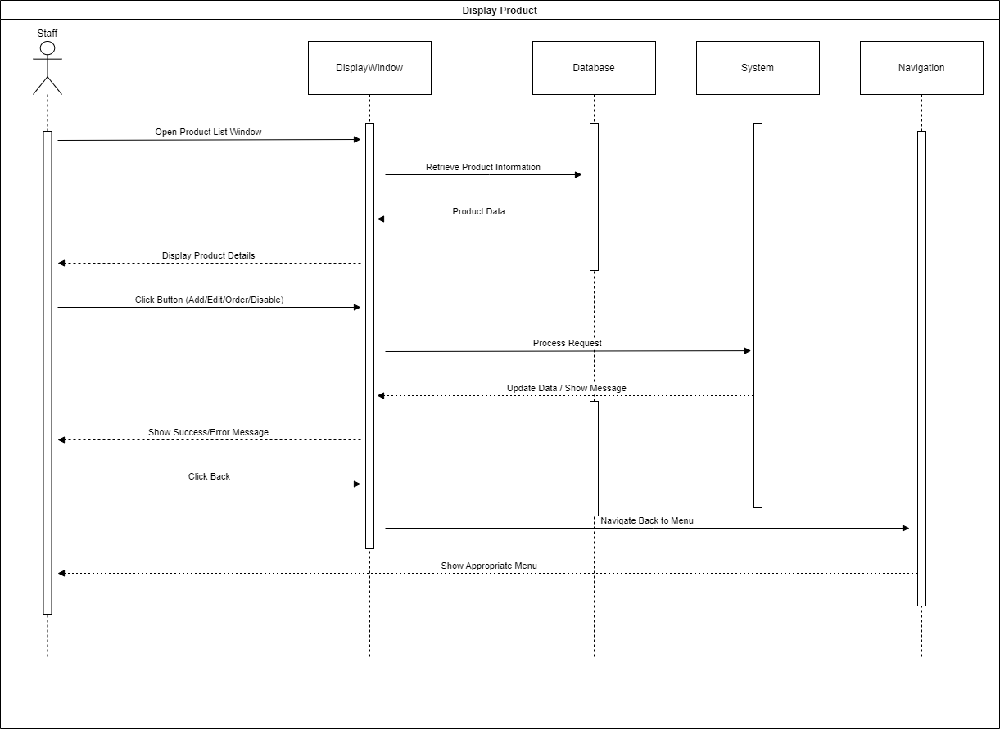 Display Product
Staff
DisplayWindow
Database
System
Navigation
Open Product List Window
Retrieve Product Information
Product Data
Display Product Details
Click Button (Add/Edit/Order/Disable)
Process Request
Update Data / Show Message
Show Success/Error Message
Click Back
Navigate Back to Menu
Show Appropriate Menu